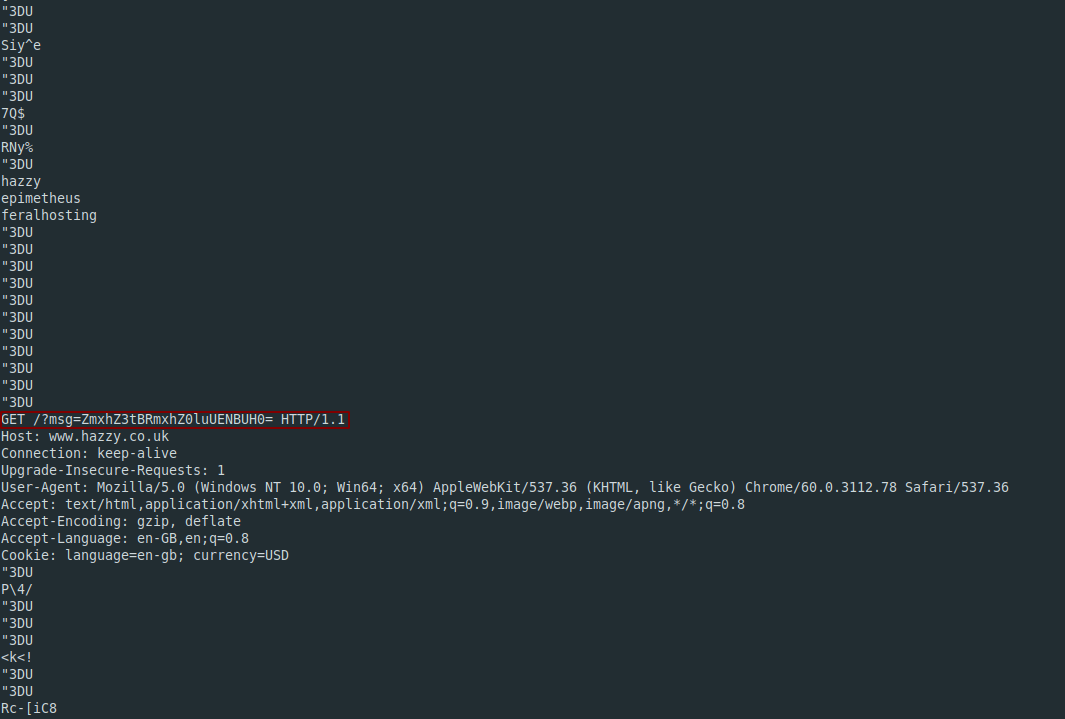 "3DU
"3DU
Siy^e
"3DU
"3DU
"3DU
7Q$
"3DU
RNy%
"3DU
hazzy
epimetheus
feralhosting
"3DU
"3DU
"3DU
"3DU
"3DU
"3DU
"3DU
"3DU
"3DU
"3DU
"3DU
GET /?msg=ZmxhZ3tBRmxhZ0luUENBUH0= HTTP/1.1
Host: www.hazzy.co.uk
Connection: keep-alive
Upgrade-Insecure-Requests: 1
User-Agent: Mozilla/5.0 (Windows NT 10.0; Win64; x64) AppleWebKit/537.36 (KHTML, like Gecko) Chrome/60.0.3112.78 Safari/537.36
Accept: text/html,application/xhtml+xml,application/xml;q=0.9,image/webp,image/apng,*/*;q=0.8
Accept-Encoding: gzip, deflate
Accept-Language: en-GB,en;q=0.8
Cookie: language=en-gb; currency=USD
"3DU
P\4/
"3DU
"3DU
"3DU
<k<!
"3DU
"3DU
Rc-[iC8